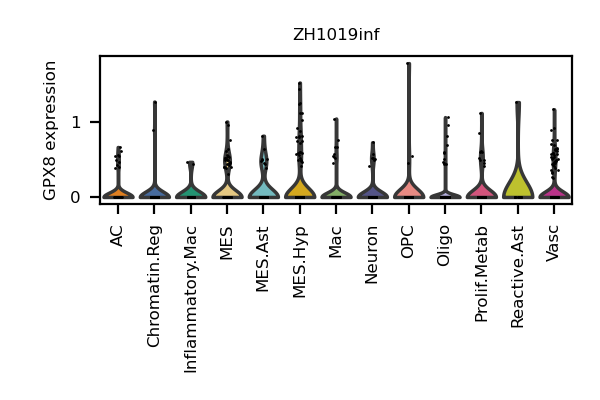 ZH1019inf
GPX8 expression
1
0
AC
Chromatin.Reg
Inflammatory.Mac
MES
MES.Ast
MES.Hyp
Mac
Neuron
OPC
Oligo
Prolif.Metab
Reactive.Ast
Vasc